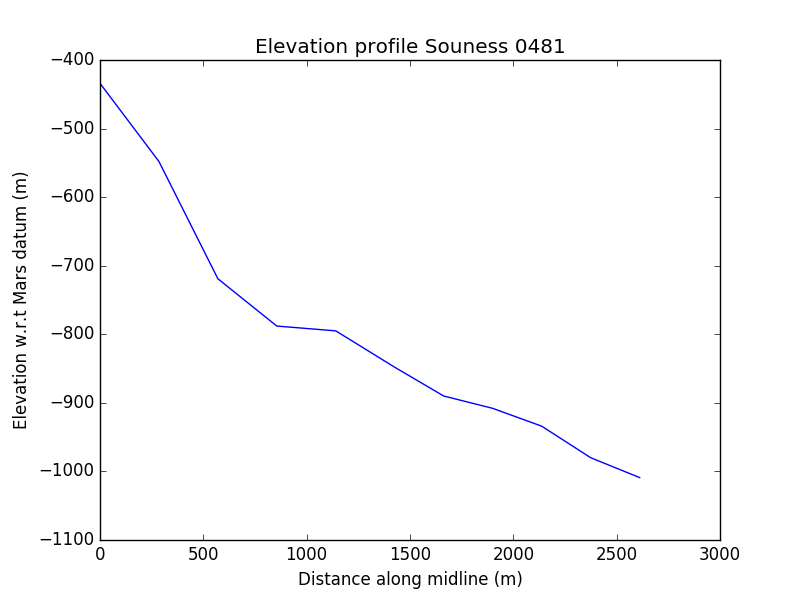 Elevation profile Souness 0481
−400
−500
−600
−700
−800
−900
−1000
−1100
Elevation w.r.t Mars datum (m)
0 500 1000 1500 2000 2500 3000
Distance along midline (m)